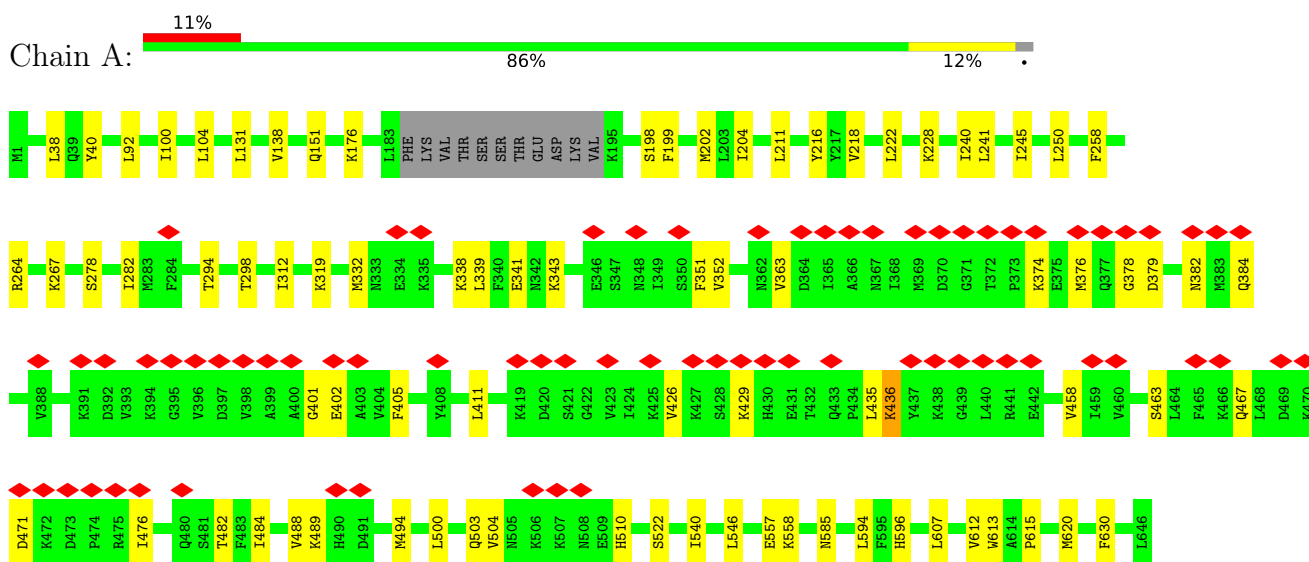 11%
Chain A:
86% 12% •
M1 L38 Q39 Y40 L92 I100 L104 L131 V138 Q151 K176 L183 PHE LYS VAL THR SER SER THR GLU ASP LYS VAL K195 S198 F199 M202 L203 I204 L211 Y216 Y217 V218 L222 K228 I240 L241 I245 L250 F258
R264 K267 S278 I282 M283 F284 T294 T298 I312 K319 M332 N333 E334 K335 K338 L339 F340 E341 N342 K343 E346 S347 N348 I349 S350 F351 V352 N362 V363 D364 I365 A366 N367 I368 M369 D370 G371 T372 P373 K374 E375 M376 Q377 G378 D379 N382 M383 Q384
V388 K391 D392 V393 K394 G395 V396 D397 V398 A399 A400 G401 E402 A403 V404 F405 Y408 L411 K419 D420 S421 G422 V423 I424 K425 V426 K427 S428 K429 H430 E431 T432 Q433 P434 L435 K436 Y437 K438 G439 L440 R441 E442 V458 I459 V460 S463 L464 F465 K466 Q467 L468 D469 K470
D471 K472 D473 P474 R475 I476 Q480 S481 T482 F483 I484 V488 K489 H490 D491 M494 L500 Q503 V504 N505 K506 K507 N508 E509 H510 S522 I540 L546 E557 K558 N585 L594 F595 H596 L607 V612 W613 A614 P615 M620 F630 L646